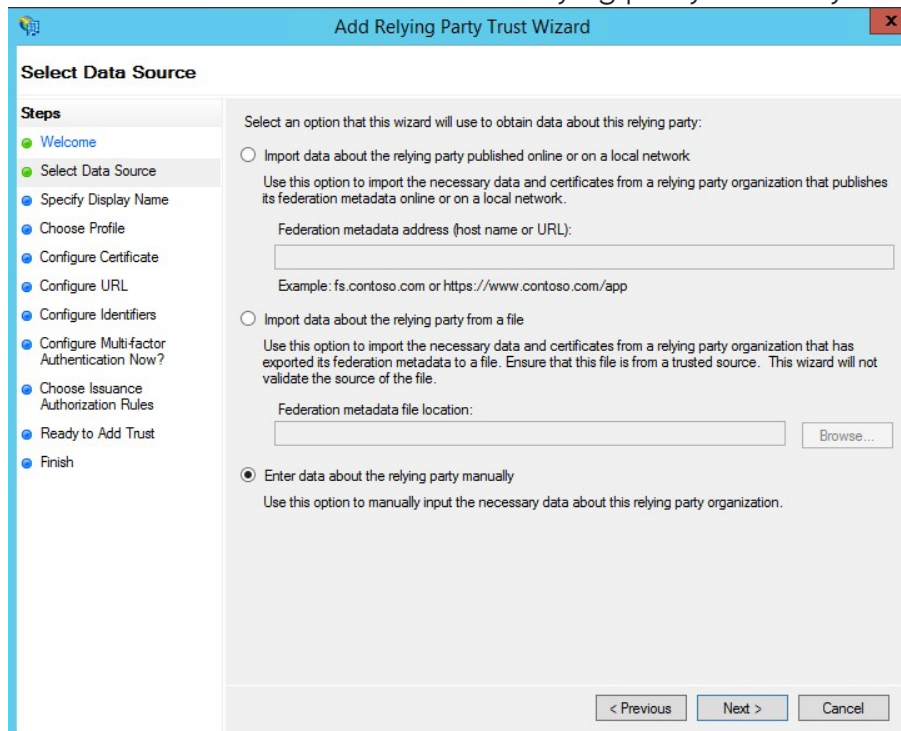 Add Relying Party Trust Wizard
x
Select Data Source
Steps
Welcome
Select Data Source
Specify Display Name
Choose Profile
Configure Certificate
Configure URL
Configure Identifiers
Configure Multi-factor
Authentication Now?
Choose Issuance
Authorization Rules
Ready to Add Trust
Finish
Select an option that this wizard will use to obtain data about this relying party:
Import data about the relying party published online or on a local network
Use this option to import the necessary data and certificates from a relying party organization that publishes
its federation metadata online or on a local network.
Federation metadata address (host name or URL):
Example: fs.contoso.com or https://www.contoso.com/app
Import data about the relying party from a file
Use this option to import the necessary data and certificates from a relying party organization that has
exported its federation metadata to a file. Ensure that this file is from a trusted source. This wizard will not
validate the source of the file.
Federation metadata file location:
Browse...
Enter data about the relying party manually
Use this option to manually input the necessary data about this relying party organization.
< Previous
Next >
Cancel